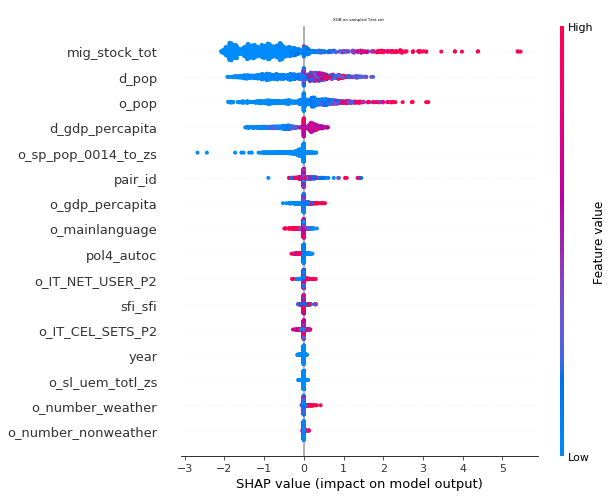 XGB on sampled Test set
High
mig_stock_tot
d_pop
o_pop
d_gdp_percapita
o_sp_pop_0014_to_zs
pair_id
o_gdp_percapita
o_mainlanguage
pol4_autoc
o_IT_NET_USER_P2
sfi_sfi
o_IT_CEL_SETS_P2
year
o_sl_uem_totl_zs
o_number_weather
o_number_nonweather
Feature value
Low
−3 −2 −1 0 1 2 3 4 5
SHAP value (impact on model output)